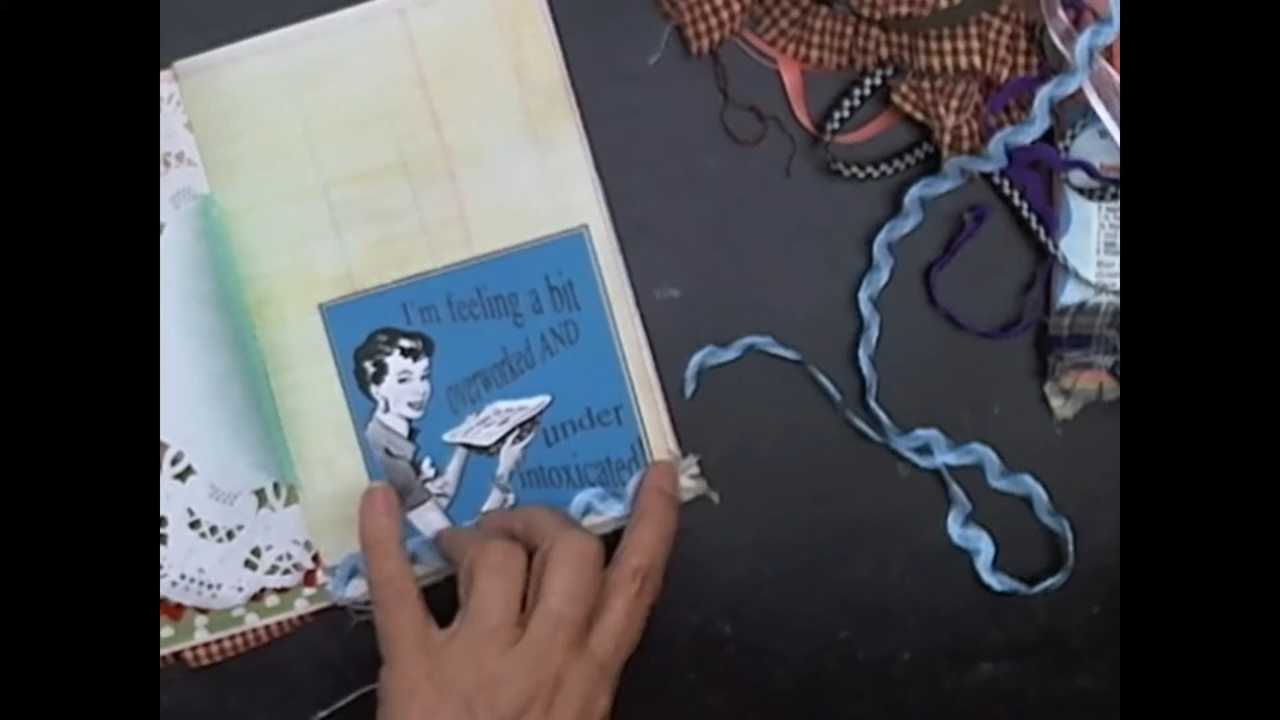 I'm feeling a bit
overworked AND
under
intoxicated!